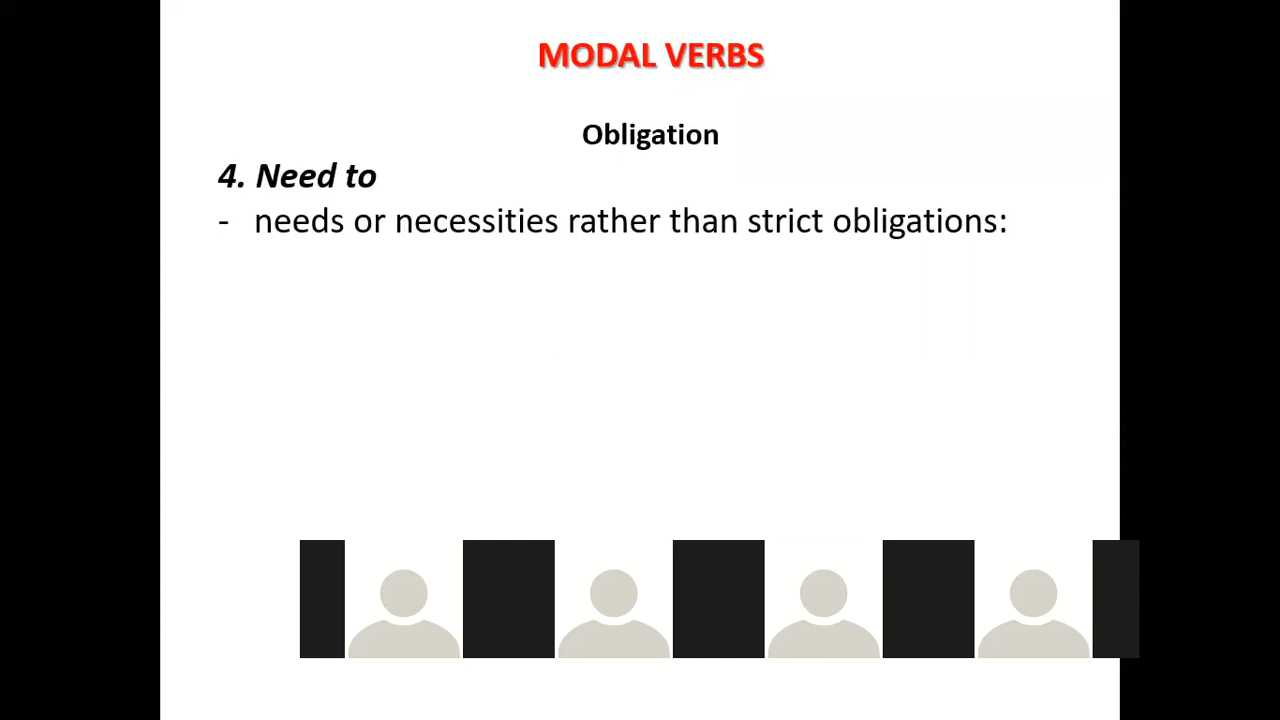 MODAL VERBS
Obligation
4. Need to
- needs or necessities rather than strict obligations: